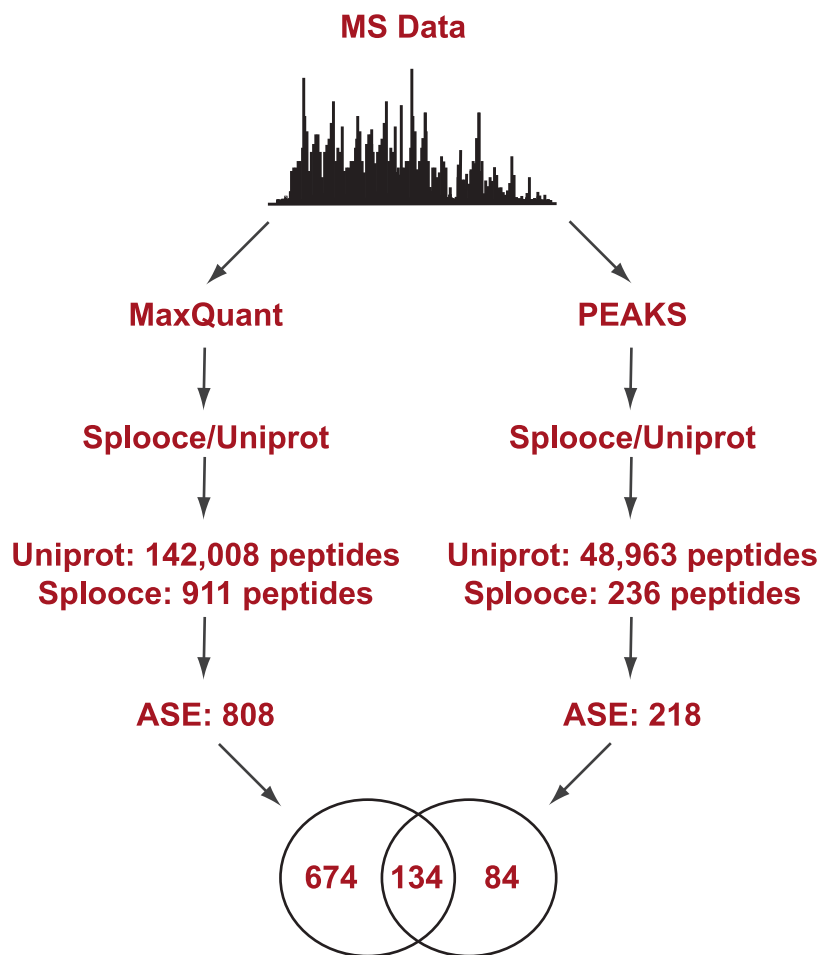 MS Data
MaxQuant
PEAKS
Splooce/Uniprot
Splooce/Uniprot
Uniprot: 142,008 peptides
Splooce: 911 peptides
Uniprot: 48,963 peptides
Splooce: 236 peptides
ASE: 808
ASE: 218
674
134
84